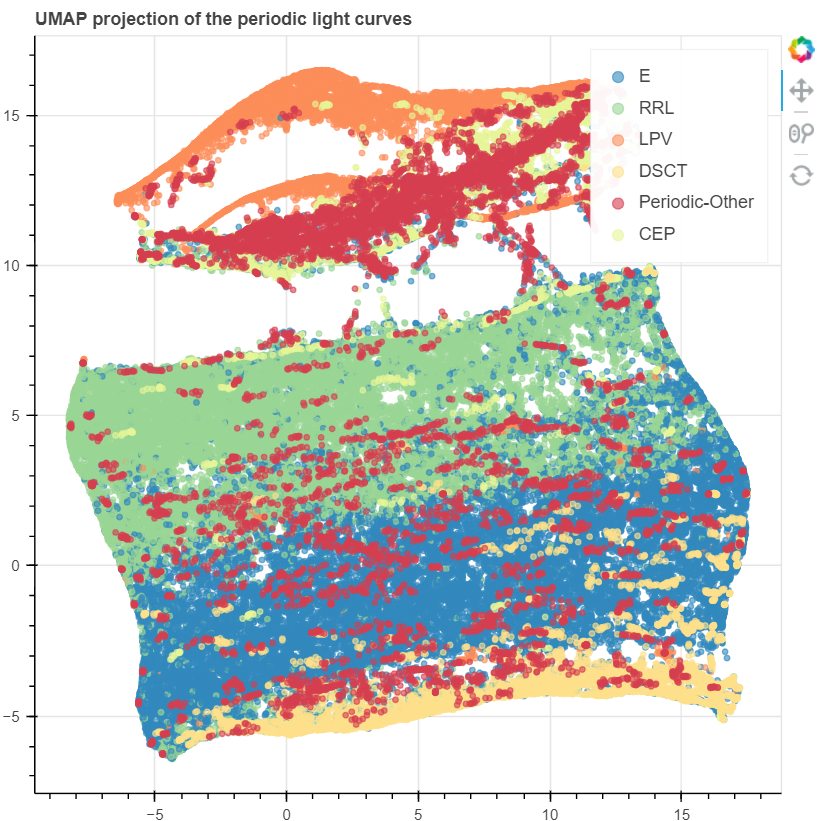 UMAP projection of the periodic light curves
E
RRL
LPV
DSCT
Periodic-Other
CEP
15
10
5
0
−5
−5
0
5
10
15